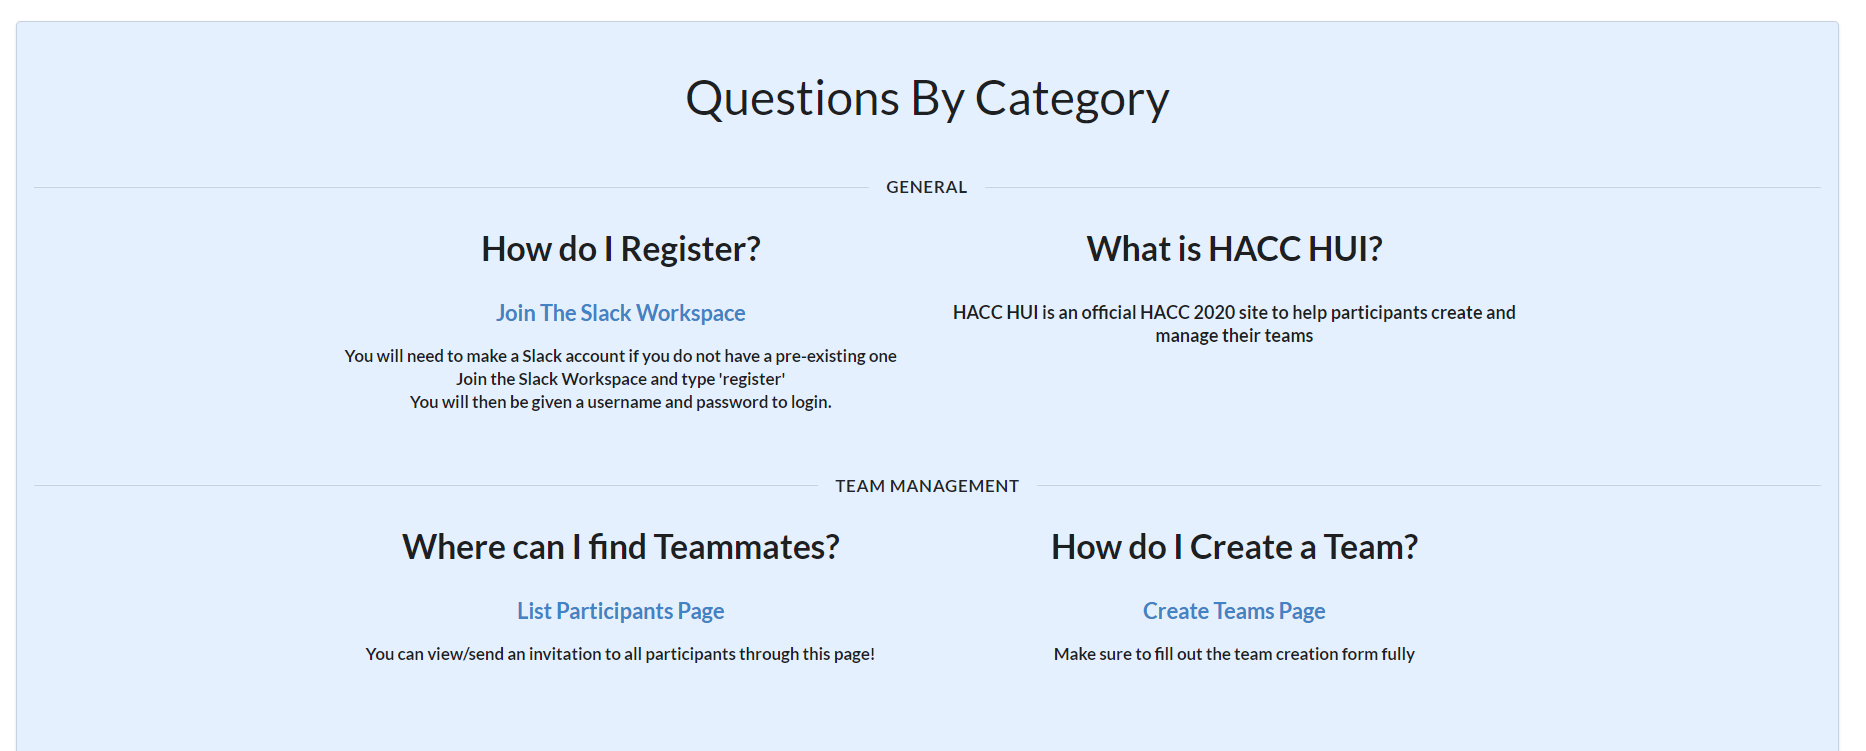 Questions By Category
GENERAL
How do I Register?
Join The Slack Workspace
You will need to make a Slack account if you do not have a pre-existing one
Join the Slack Workspace and type 'register'
You will then be given a username and password to login.
What is HACC HUI?
HACC HUI is an official HACC 2020 site to help participants create and
manage their teams
TEAM MANAGEMENT
Where can I find Teammates?
List Participants Page
You can view/send an invitation to all participants through this page!
How do I Create a Team?
Create Teams Page
Make sure to fill out the team creation form fully